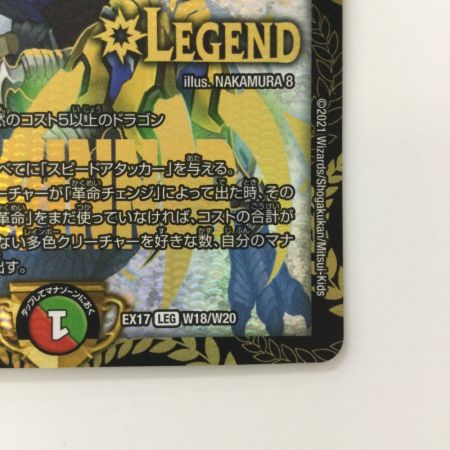 LEGEND
illus. NAKAMURA 8
然のコスト5以上のドラゴン
べてに「スピードアタッカー」を与える。
ーチャーが「革命チェンジ」によって出た時、その
革命」をまだ使っていなければ、コストの合計が
ない多色クリーチャーを好きな数、自分のマナ
出す。
タップしてマナゾーンにおく
1
EX17 LEG W18/W20
©2021 Wizards/Shogakukan/Mitsui-Kids